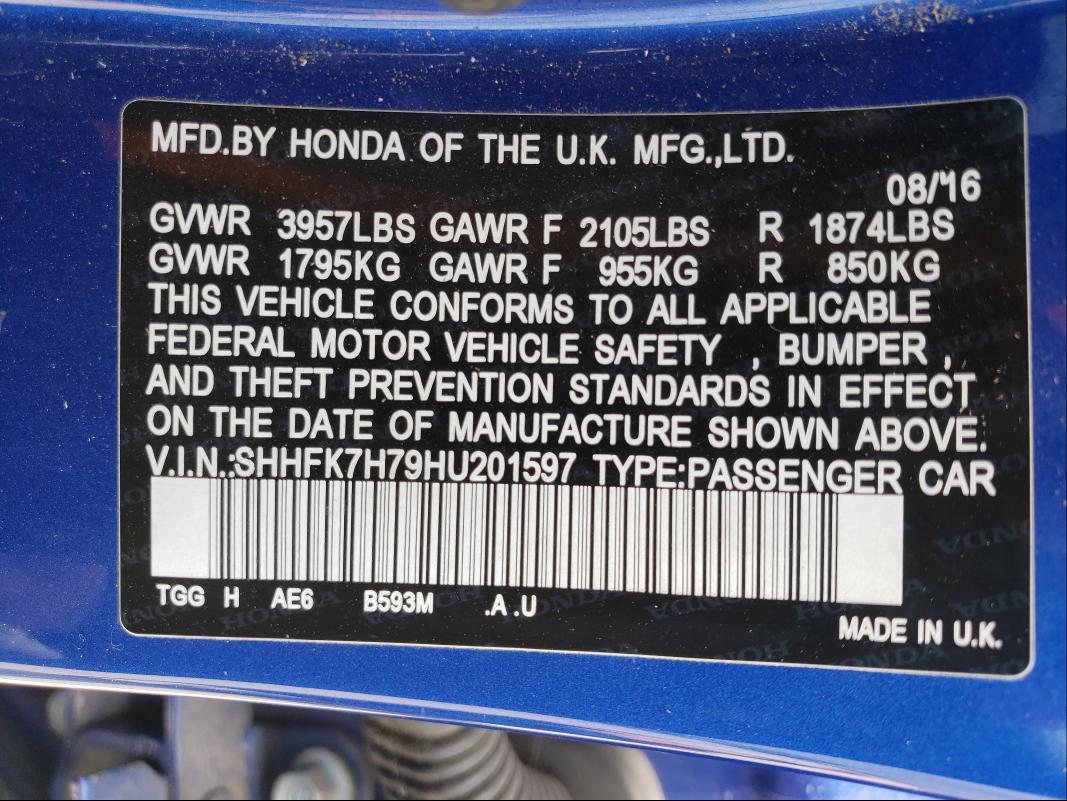 MFD.BY HONDA OF THE U.K. MFG.,LTD.
08/'16
GVWR 3957LBS GAWR F 2105LBS R 1874LBS
GVWR 1795KG GAWR F 955KG R 850KG
THIS VEHICLE CONFORMS TO ALL APPLICABLE
FEDERAL MOTOR VEHICLE SAFETY , BUMPER ,
AND THEFT PREVENTION STANDARDS IN EFFECT
ON THE DATE OF MANUFACTURE SHOWN ABOVE.
V.I.N.:SHHFK7H79HU201597 TYPE:PASSENGER CAR
TGG H AE6 B593M .A .U
MADE IN U.K.